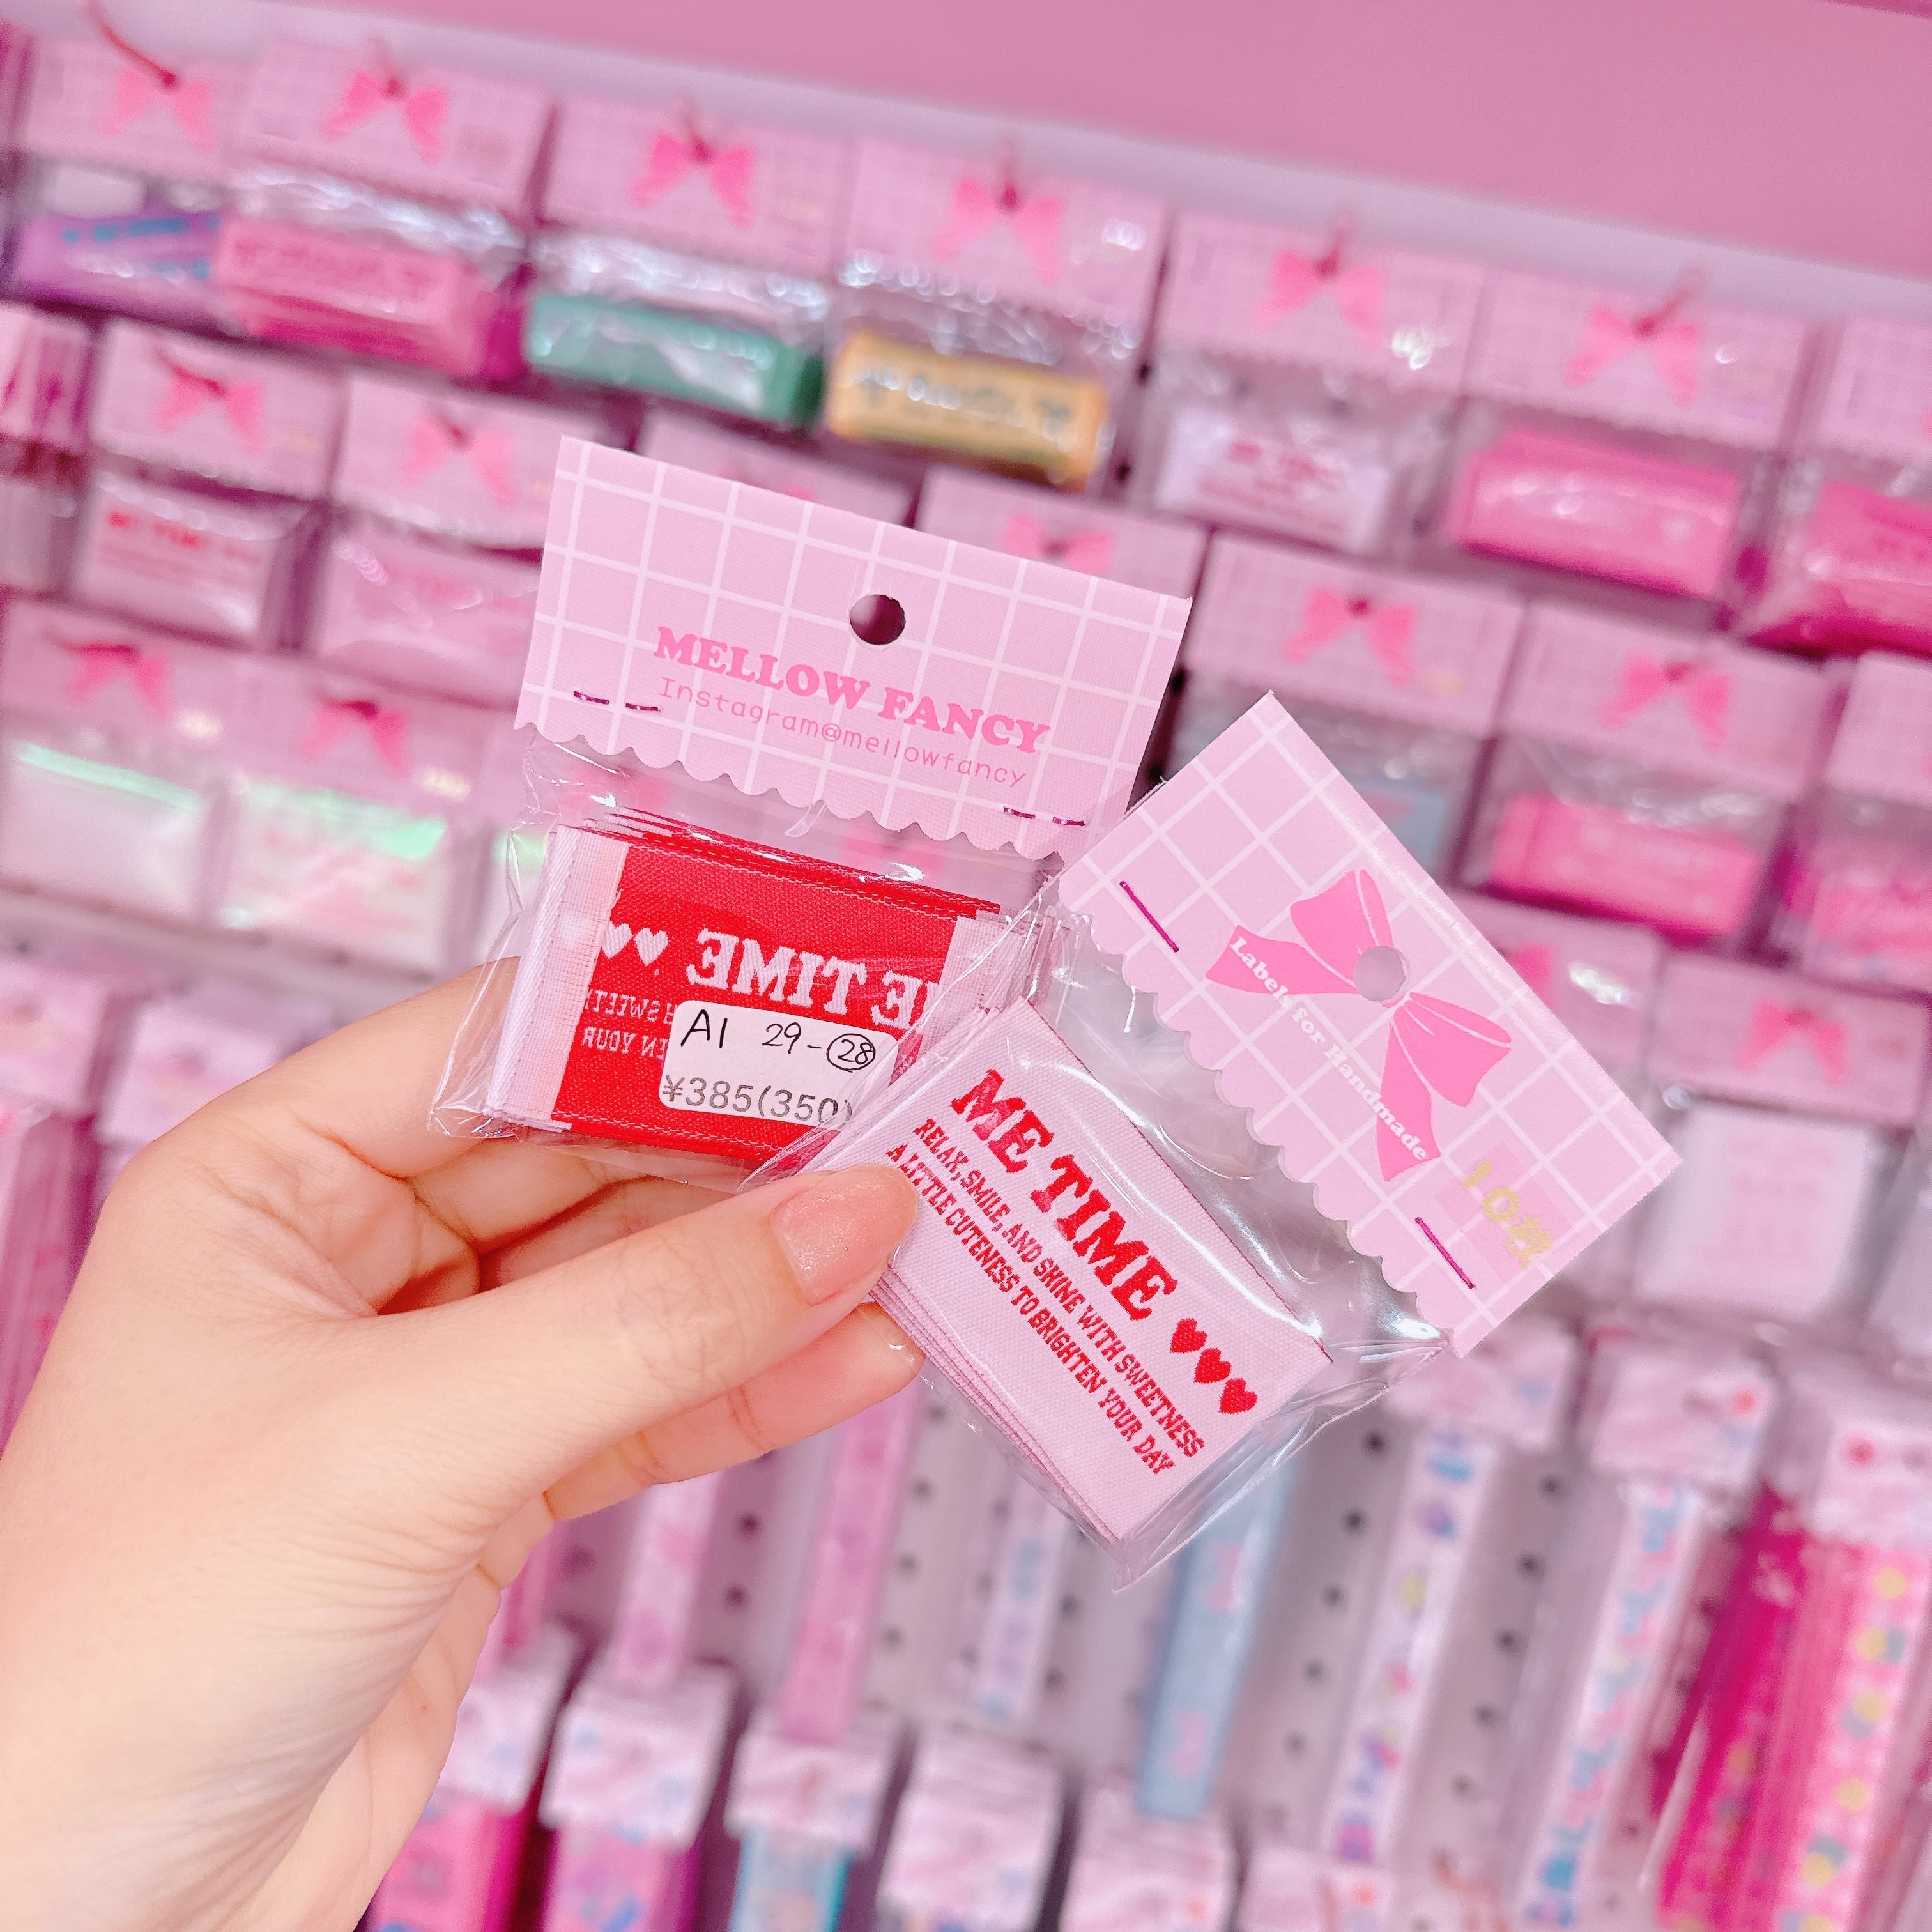 MELLOW FANCY
Instagram@mellowfancy
ME TIME
A1 29-㉘
¥385(350)
Label for Handmade
10枚
ME TIME ♥♥♥
RELAX, SMILE, AND SHINE WITH SWEETNESS
A LITTLE CUTENESS TO BRIGHTEN YOUR DAY